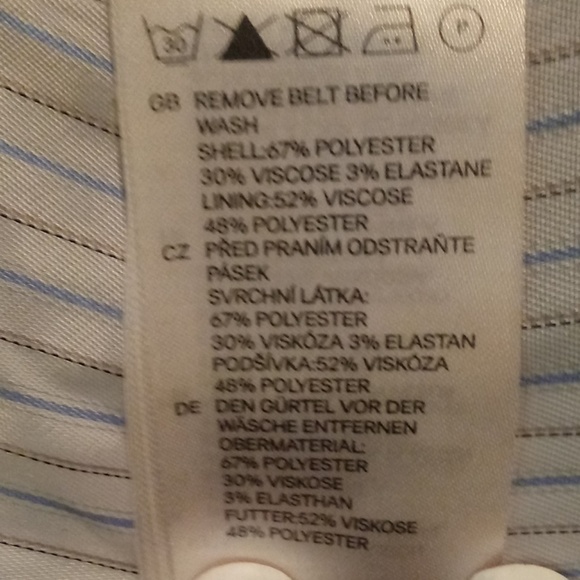 30
P
GB REMOVE BELT BEFORE
WASH
SHELL:67% POLYESTER
30% VISCOSE 3% ELASTANE
LINING:52% VISCOSE
48% POLYESTER
CZ PŘED PRANÍM ODSTRAŇTE
PÁSEK
SVRCHNÍ LÁTKA:
67% POLYESTER
30% VISKÓZA 3% ELASTAN
PODŠÍVKA:52% VISKÓZA
48% POLYESTER
DE DEN GÜRTEL VOR DER
WÄSCHE ENTFERNEN
OBERMATERIAL:
67% POLYESTER
30% VISKOSE
3% ELASTHAN
FUTTER:52% VISKOSE
48% POLYESTER